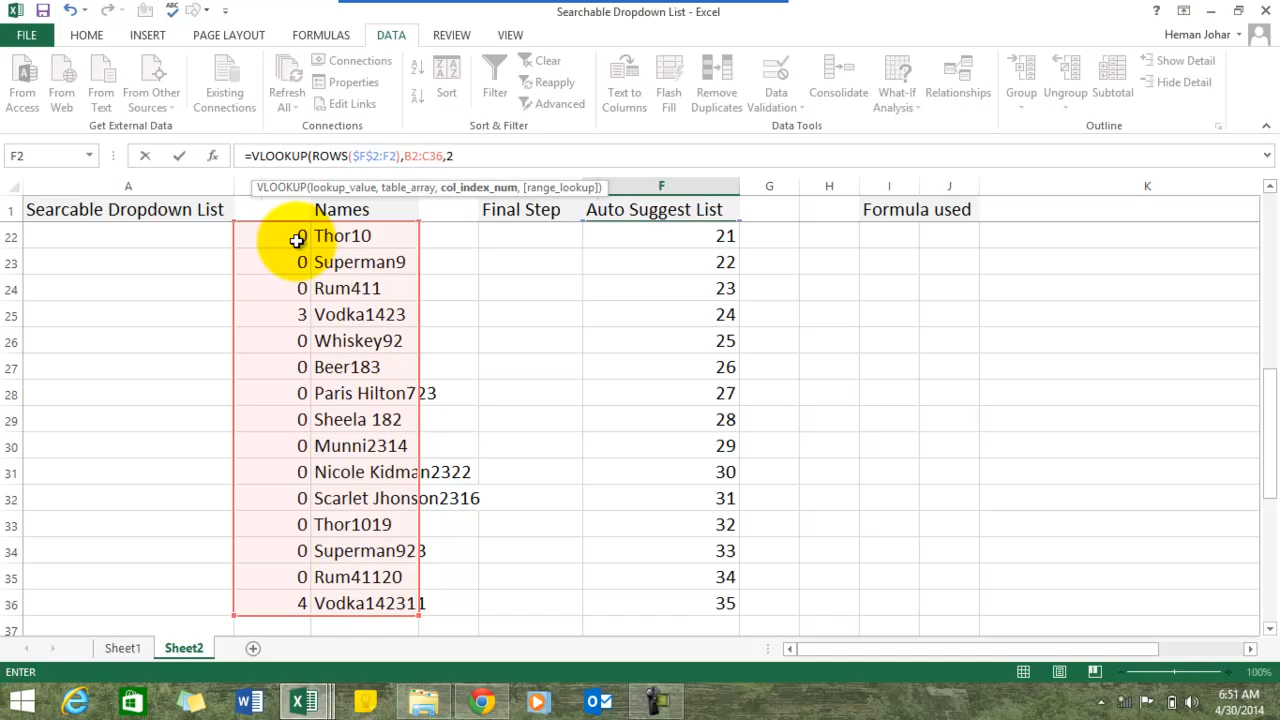 Searchable Dropdown List - Excel
FILE HOME INSERT PAGE LAYOUT FORMULAS DATA REVIEW VIEW Heman Johar
From Access
From Web
From Text
From Other Sources
Existing Connections
Get External Data
Refresh All
Connections
Properties
Edit Links
Connections
Sort
Filter
Clear
Reapply
Advanced
Sort & Filter
Text to Columns
Flash Fill
Remove Duplicates
Data Validation
Consolidate
What-If Analysis
Relationships
Data Tools
Group
Ungroup
Subtotal
Show Detail
Hide Detail
Outline
F2 =VLOOKUP(ROWS($F$2:F2),B2:C36,2
VLOOKUP(lookup_value, table_array, col_index_num, [range_lookup])
A F G H I J K
1 Searcable Dropdown List Names Final Step Auto Suggest List Formula used
22 0 Thor10 21
23 0 Superman9 22
24 0 Rum411 23
25 3 Vodka1423 24
26 0 Whiskey92 25
27 0 Beer183 26
28 0 Paris Hilton723 27
29 0 Sheela 182 28
30 0 Munni2314 29
31 0 Nicole Kidman2322 30
32 0 Scarlet Jhonson2316 31
33 0 Thor1019 32
34 0 Superman923 33
35 0 Rum41120 34
36 4 Vodka142311 35
37
Sheet1 Sheet2
ENTER 100%
6:51 AM
4/30/2014